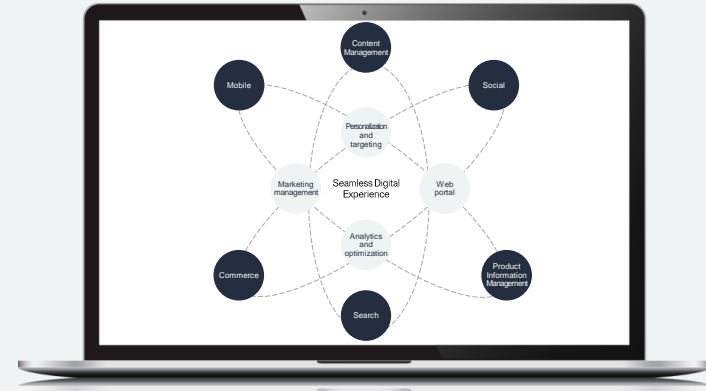 Content
Management
Mobile
Social
Personalization
and
targeting
Marketing
management
Seamless Digital
Experience
Web
portal
Analytics
and
optimization
Commerce
Product
Information
Management
Search